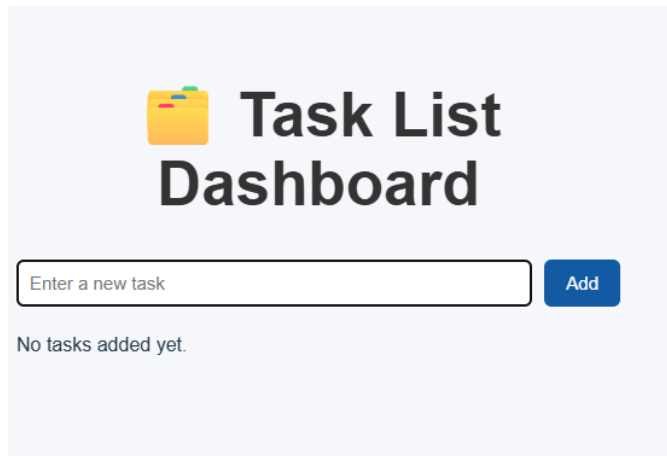 Task List
Dashboard
Enter a new task
Add
No tasks added yet.